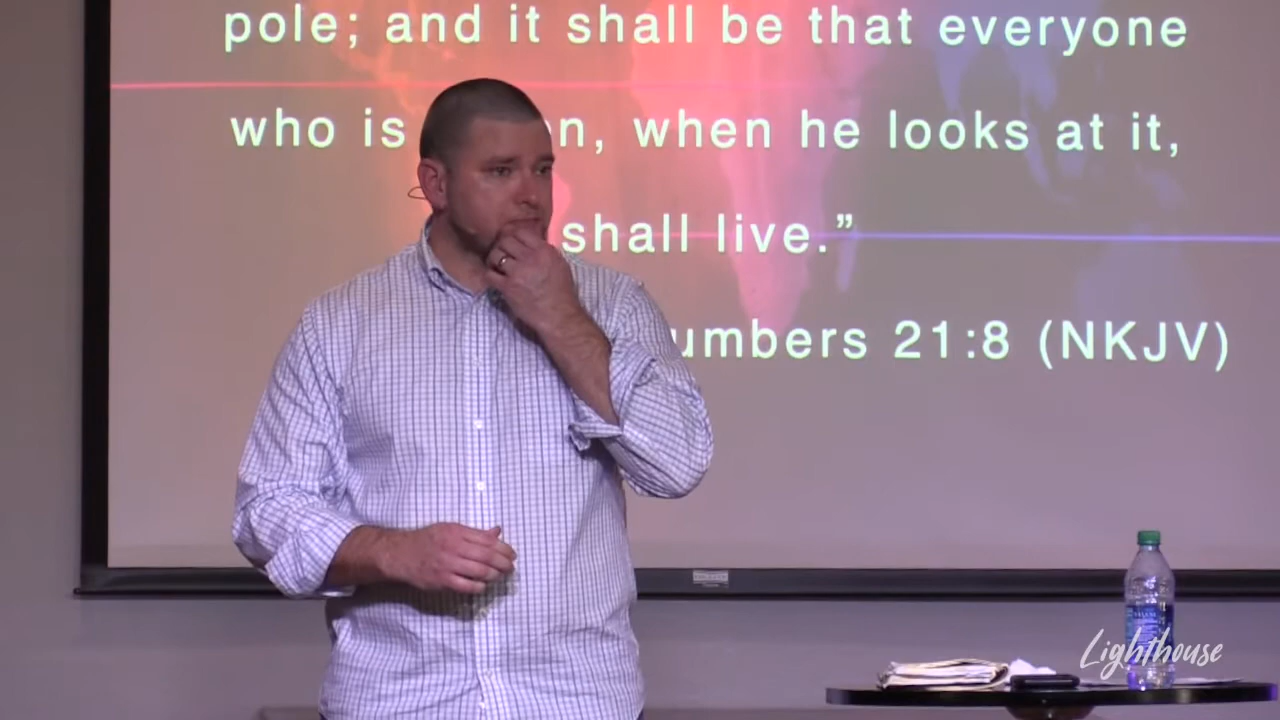 pole; and it shall be that everyone
who is n, when he looks at it,
shall live.”
umbers 21:8 (NKJV)
Lighthouse